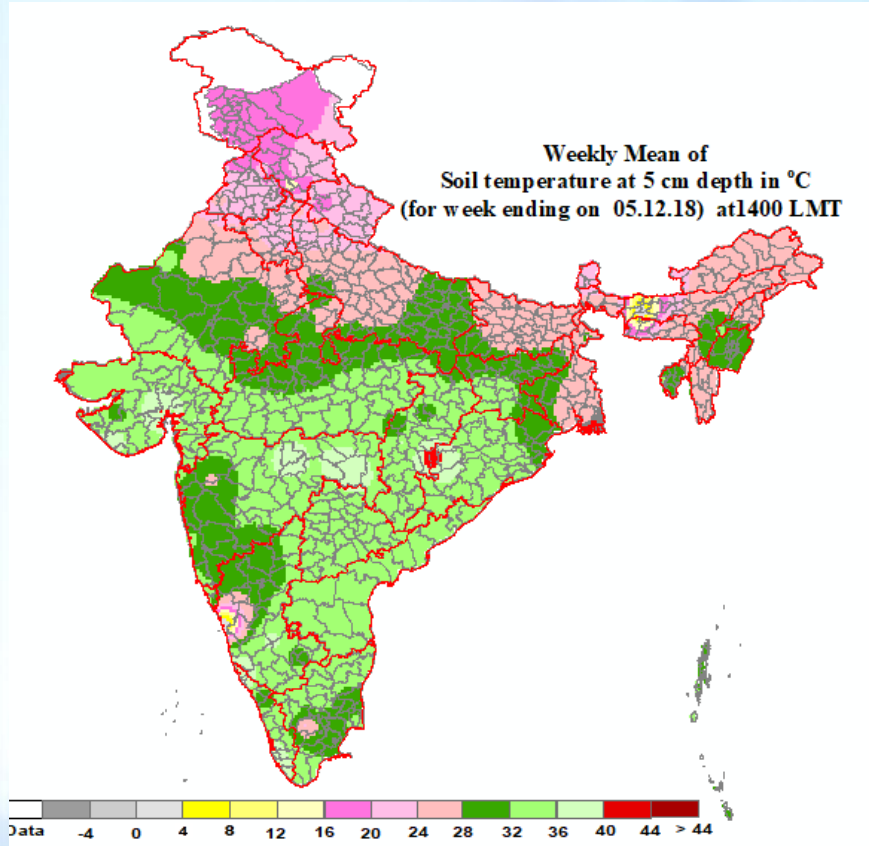 Weekly Mean of
Soil temperature at 5 cm depth in °C
(for week ending on 05.12.18) at1400 LMT
Data -4 0 4 8 12 16 20 24 28 32 36 40 44 > 44